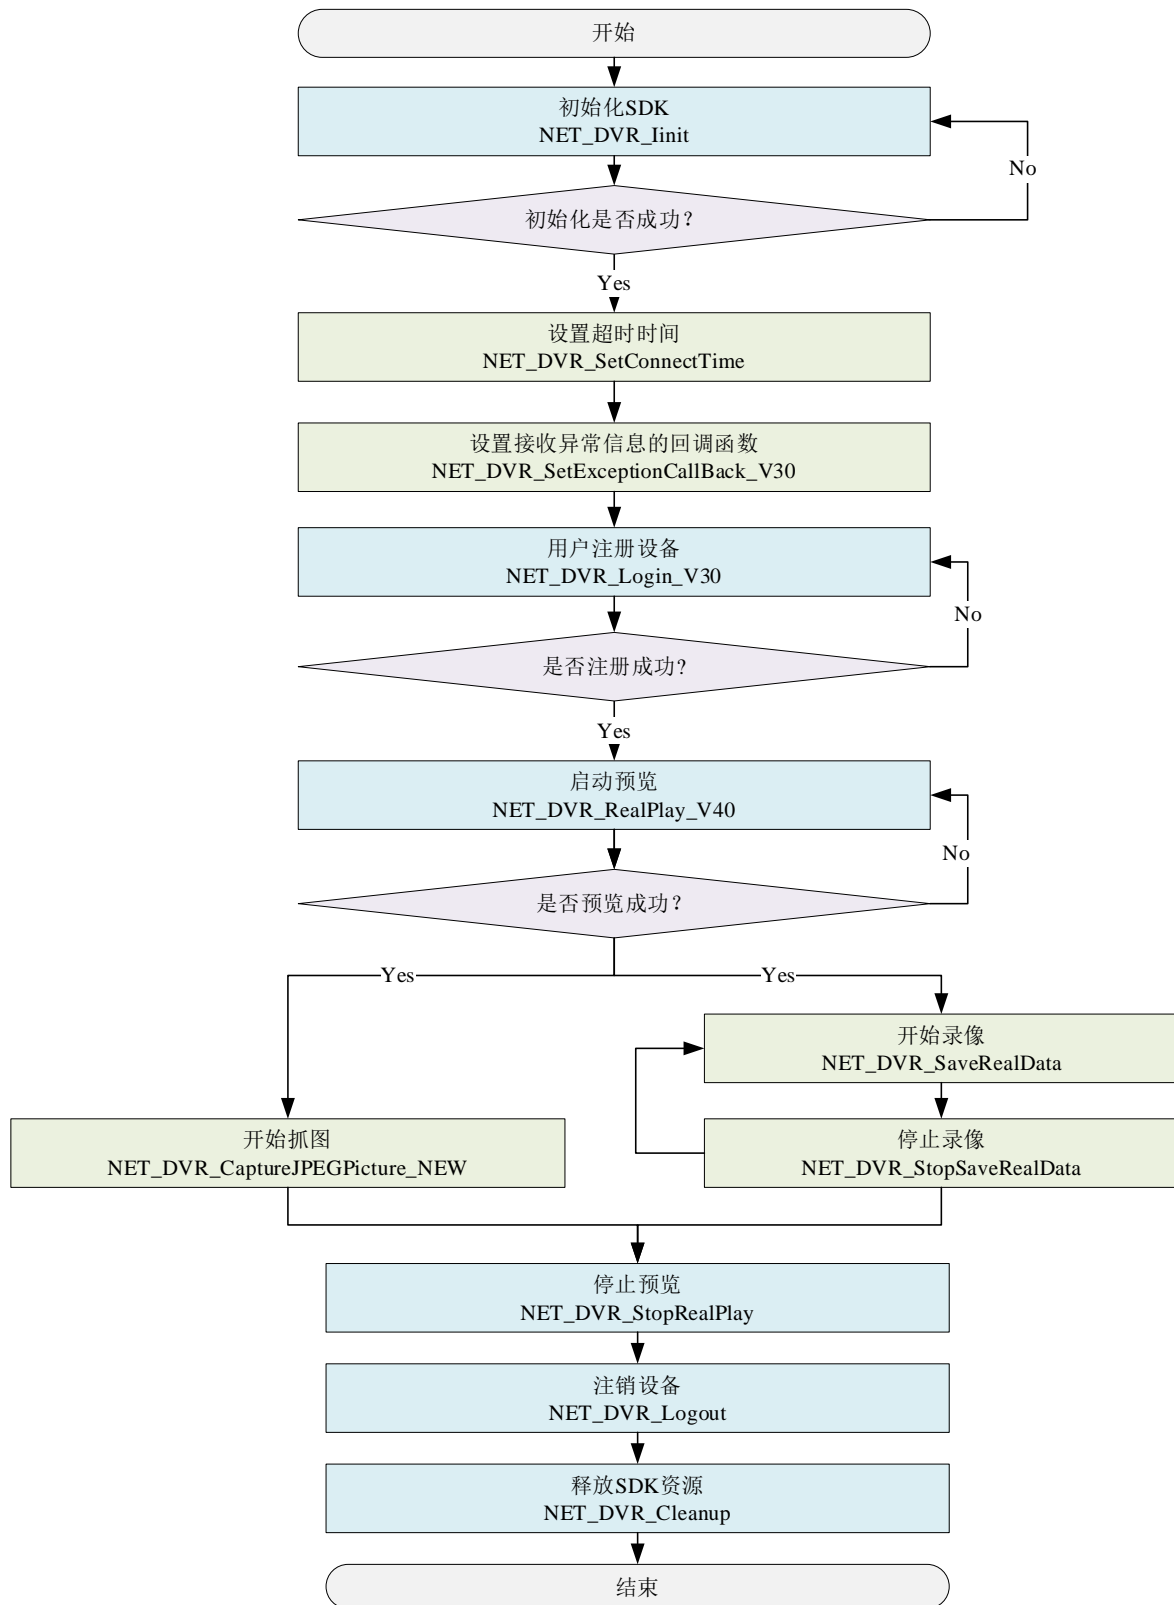 开始
初始化SDK
NET_DVR_Iinit
No
初始化是否成功？
Yes
设置超时时间
NET_DVR_SetConnectTime
设置接收异常信息的回调函数
NET_DVR_SetExceptionCallBack_V30
用户注册设备
NET_DVR_Login_V30
No
是否注册成功?
Yes
启动预览
NET_DVR_RealPlay_V40
No
是否预览成功？
Yes
Yes
开始录像
NET_DVR_SaveRealData
开始抓图
NET_DVR_CaptureJPEGPicture_NEW
停止录像
NET_DVR_StopSaveRealData
停止预览
NET_DVR_StopRealPlay
注销设备
NET_DVR_Logout
释放SDK资源
NET_DVR_Cleanup
结束